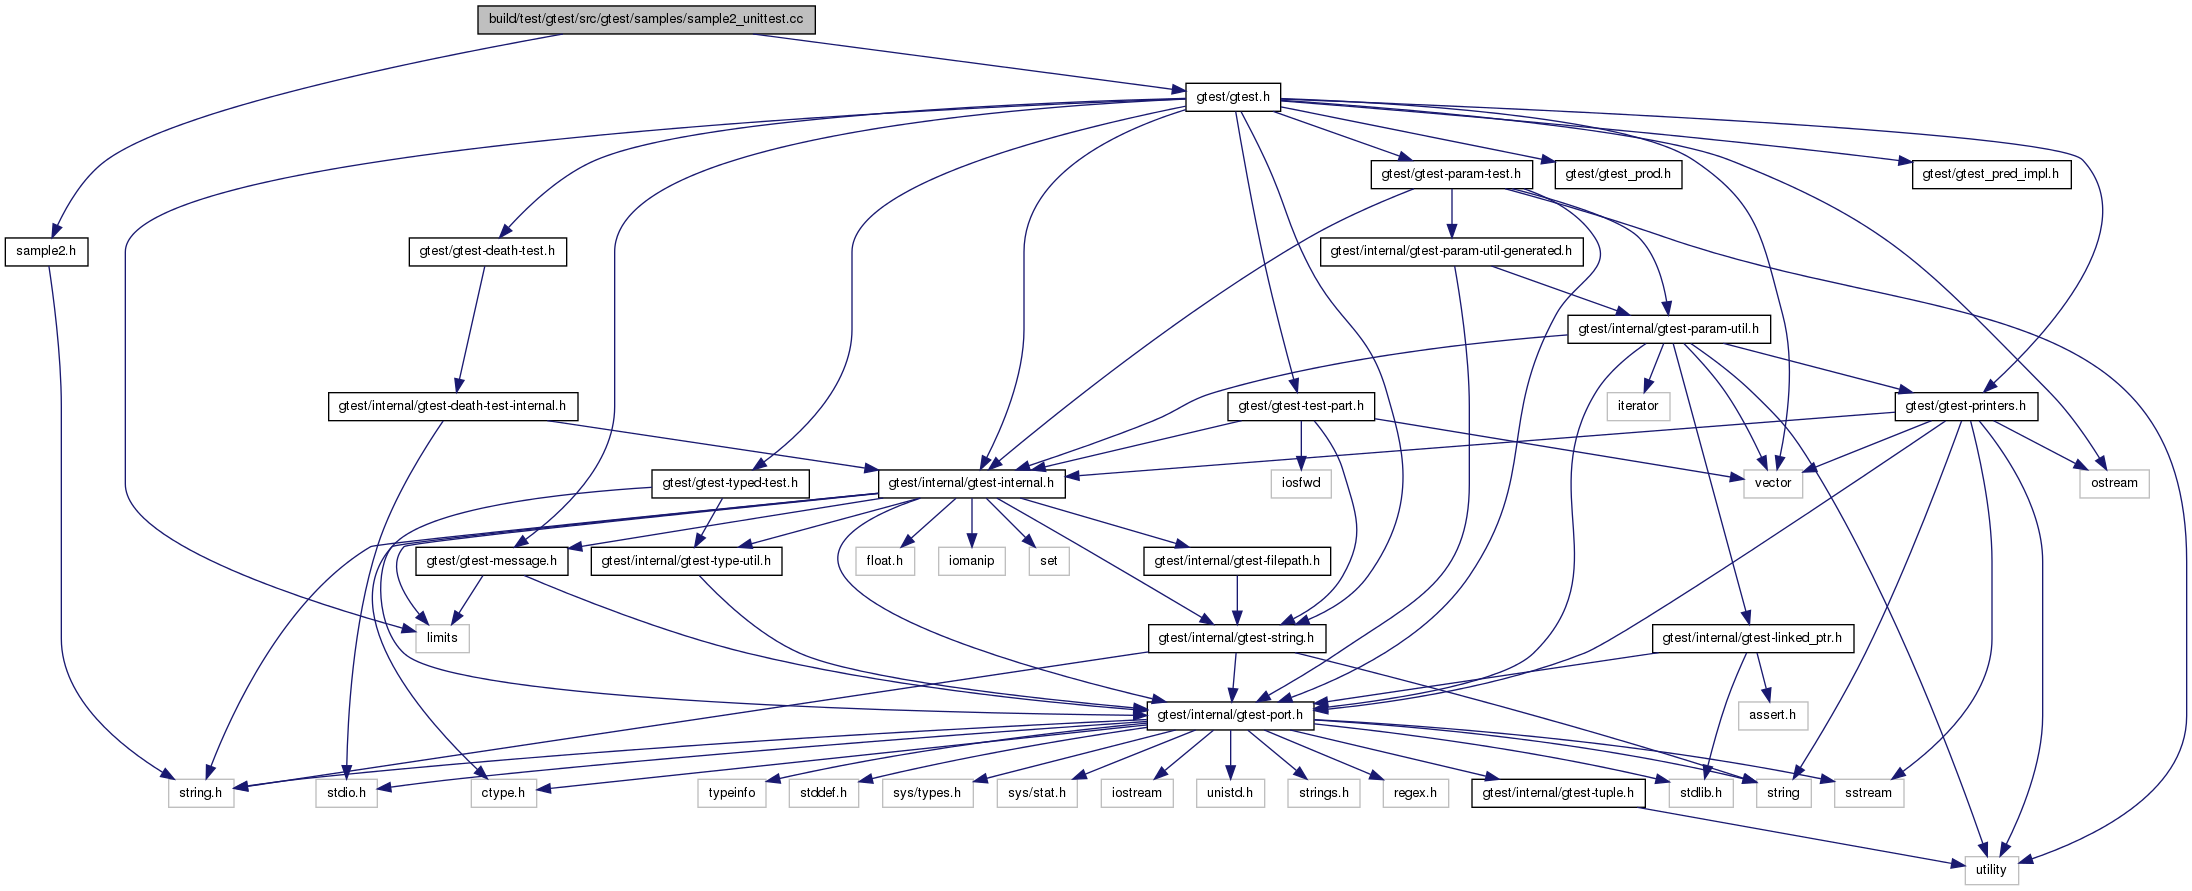 build/test/gtest/src/gtest/samples/sample2_unittest.cc
gtest/gtest.h
gtest/gtest-param-test.h
gtest/gtest_prod.h
gtest/gtest_pred_impl.h
sample2.h
gtest/gtest-death-test.h
gtest/internal/gtest-param-util-generated.h
gtest/internal/gtest-param-util.h
gtest/internal/gtest-death-test-internal.h
gtest/gtest-test-part.h
iterator
gtest/gtest-printers.h
gtest/gtest-typed-test.h
gtest/internal/gtest-internal.h
iosfwd
vector
ostream
gtest/gtest-message.h
gtest/internal/gtest-type-util.h
float.h
iomanip
set
gtest/internal/gtest-filepath.h
limits
gtest/internal/gtest-string.h
gtest/internal/gtest-linked_ptr.h
gtest/internal/gtest-port.h
assert.h
string.h
stdio.h
ctype.h
typeinfo
stddef.h
sys/types.h
sys/stat.h
iostream
unistd.h
strings.h
regex.h
gtest/internal/gtest-tuple.h
stdlib.h
string
sstream
utility